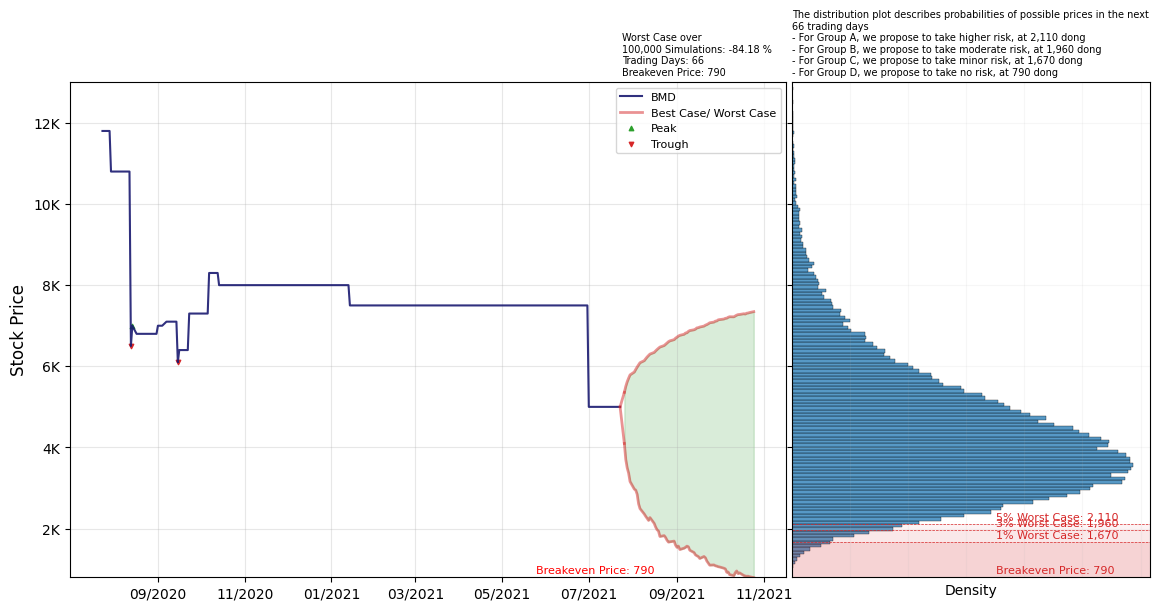 The distribution plot describes probabilities of possible prices in the next
66 trading days
- For Group A, we propose to take higher risk, at 2,110 dong
- For Group B, we propose to take moderate risk, at 1,960 dong
- For Group C, we propose to take minor risk, at 1,670 dong
- For Group D, we propose to take no risk, at 790 dong
Worst Case over
100,000 Simulations: -84.18 %
Trading Days: 66
Breakeven Price: 790
BMD
Best Case/ Worst Case
Peak
Trough
12K
10K
8K
6K
4K
2K
Stock Price
Breakeven Price: 790
09/2020
11/2020
01/2021
03/2021
05/2021
07/2021
09/2021
11/2021
5% Worst Case: 2,110
3% Worst Case: 1,960
1% Worst Case: 1,670
Breakeven Price: 790
Density